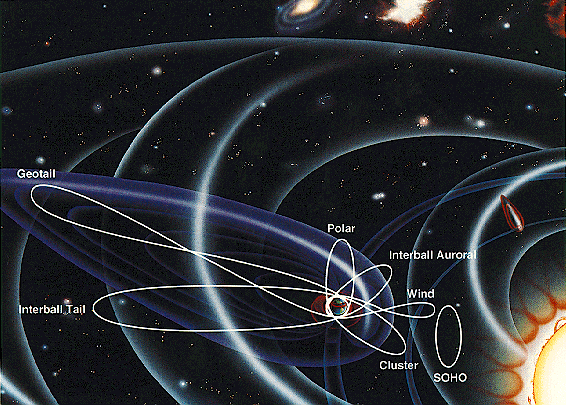 Geotail
Polar
Interball Auroral
Wind
Interball Tail
Cluster
SOHO